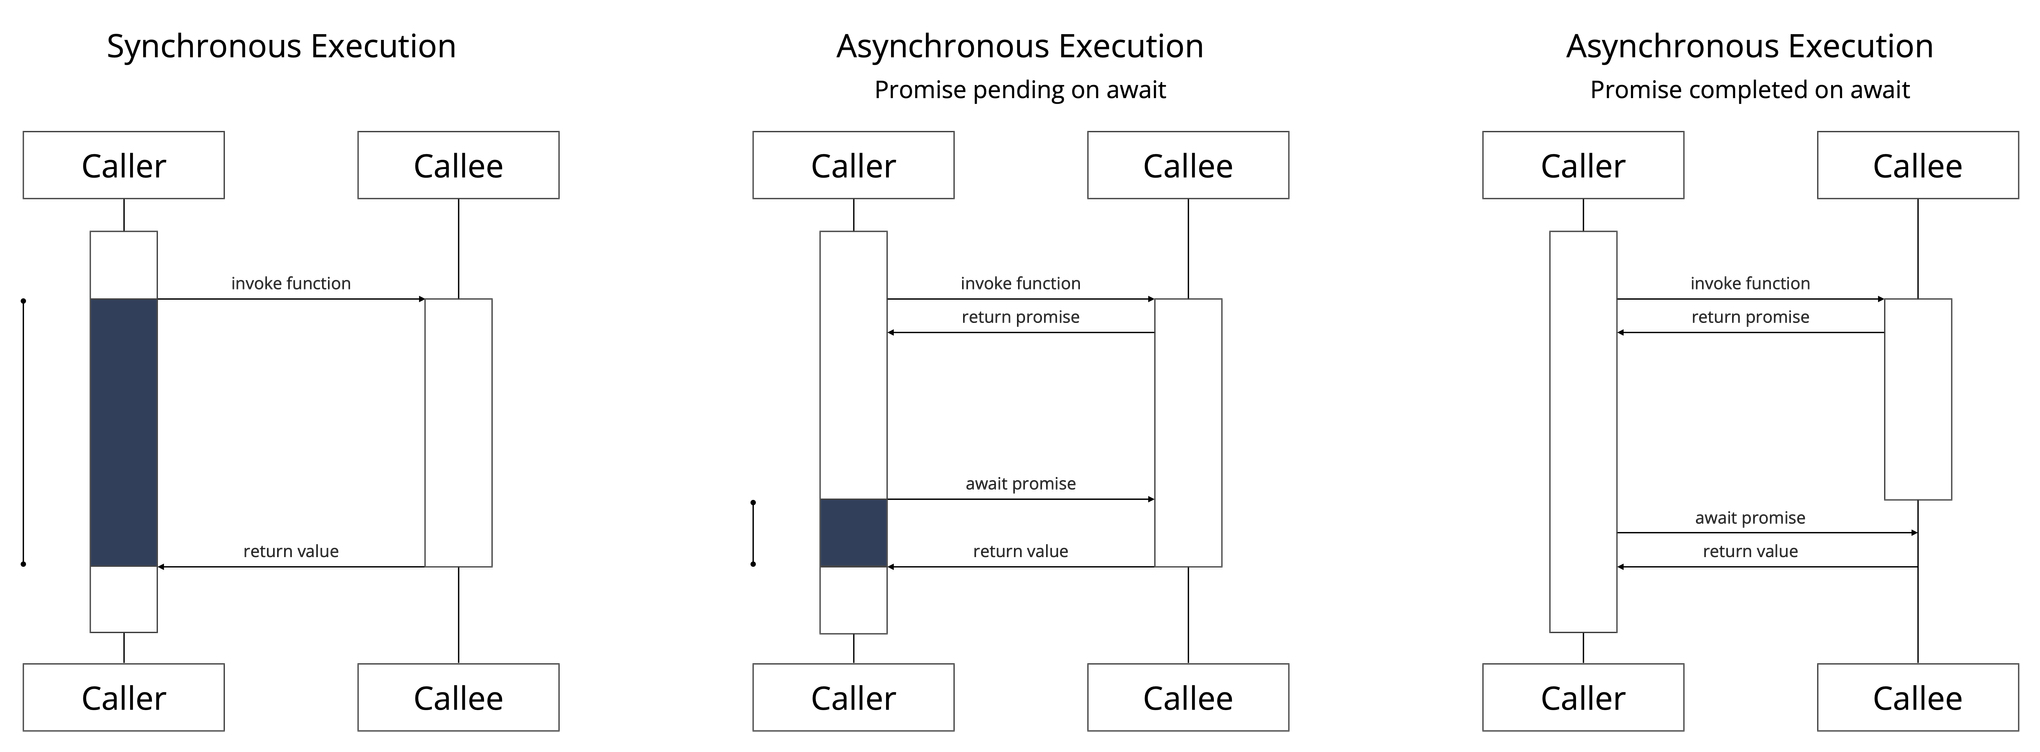 Synchronous Execution
Caller
Callee
invoke function
return value
Caller
Callee
Asynchronous Execution
Promise pending on await
Caller
Callee
invoke function
return promise
await promise
return value
Caller
Callee
Asynchronous Execution
Promise completed on await
Caller
Callee
invoke function
return promise
await promise
return value
Caller
Callee